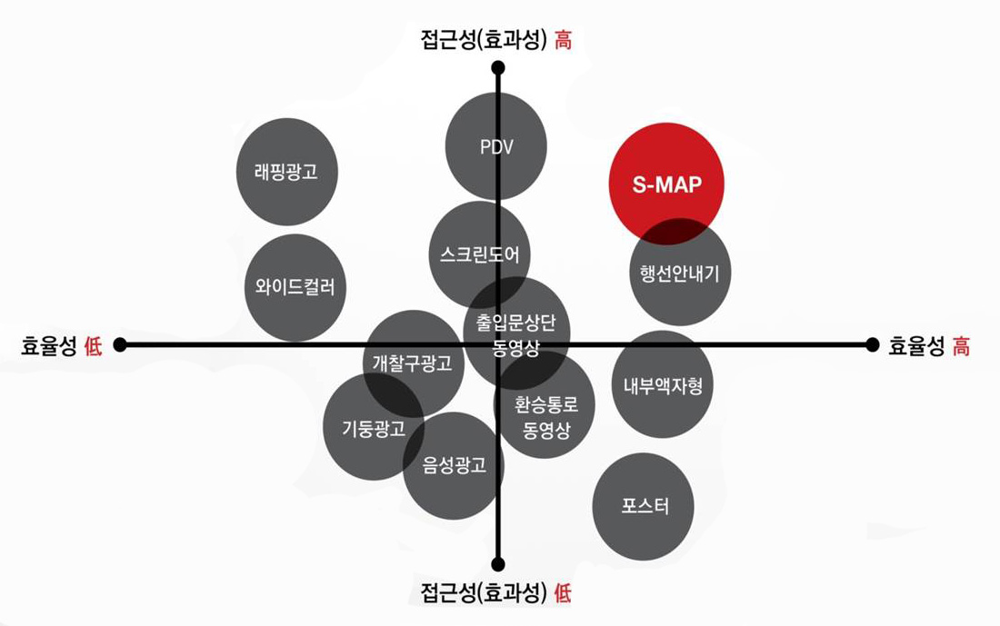 접근성(효과성) 高
PDV
래핑광고
S-MAP
스크린도어
행선안내기
와이드컬러
출입문상단
동영상
효율성 低
효율성 高
개찰구광고
내부액자형
환승통로
동영상
기둥광고
음성광고
포스터
접근성(효과성) 低